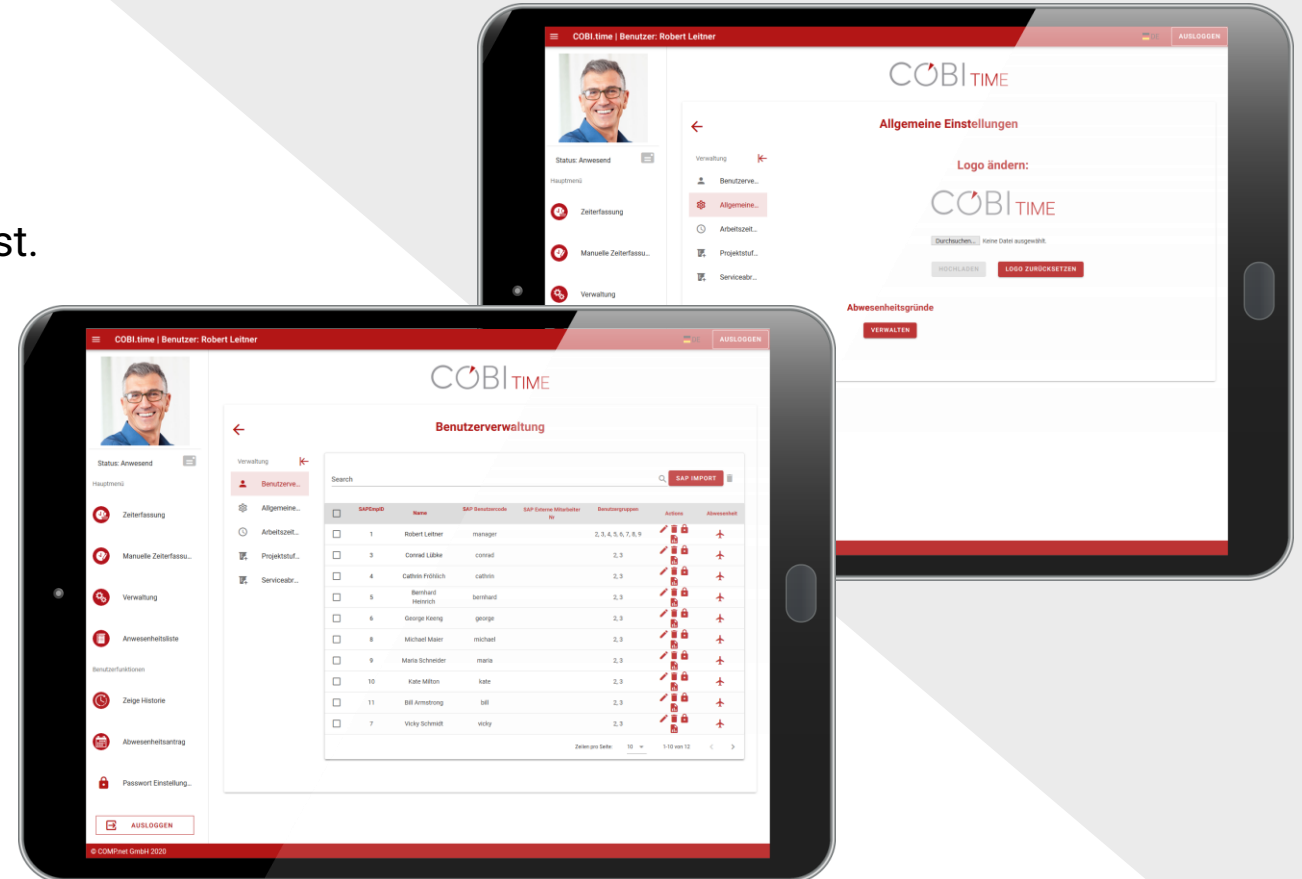 st.
COBI.time | Benutzer: Robert Leitner
DE
AUSLOGGEN
COBI TIME
Status: Anwesend
Hauptmenü
Zeiterfassung
Manuelle Zeiterfassu...
Verwaltung
Allgemeine Einstellungen
Verwaltung
Benutzerve...
Allgemeine...
Arbeitszeit...
Projektstuf...
Serviceabr...
Logo ändern:
COBI TIME
Durchsuchen... Keine Datei ausgewählt.
HOCHLADEN LOGO ZURÜCKSETZEN
Abwesenheitsgründe
VERWALTEN
COBI.time | Benutzer: Robert Leitner
AUSLOGGEN
COBI TIME
Status: Anwesend
Hauptmenü
Zeiterfassung
Manuelle Zeiterfassu...
Verwaltung
Anwesenheitsliste
Benutzerfunktionen
Zeige Historie
Abwesenheitsantrag
Passwort Einstellung...
AUSLOGGEN
Benutzerverwaltung
Verwaltung
Benutzerve...
Allgemeine...
Arbeitszeit...
Projektstuf...
Serviceabr...
Search
SAP IMPORT
SAPEmpID Name SAP Benutzercode SAP Externe Mitarbeiter Nr Benutzergruppen Actions Abwesenheit
1 Robert Leitner manager 2, 3, 4, 5, 6, 7, 8, 9
3 Conrad Lübke conrad 2, 3
4 Cathrin Fröhlich cathrin 2, 3
5 Bernhard Heinrich bernhard 2, 3
6 George Keeng george 2, 3
8 Michael Maier michael 2, 3
9 Maria Schneider maria 2, 3
10 Kate Milton kate 2, 3
11 Bill Armstrong bill 2, 3
7 Vicky Schmidt vicky 2, 3
Zeilen pro Seite: 10 1-10 von 12
© COMP.net GmbH 2020